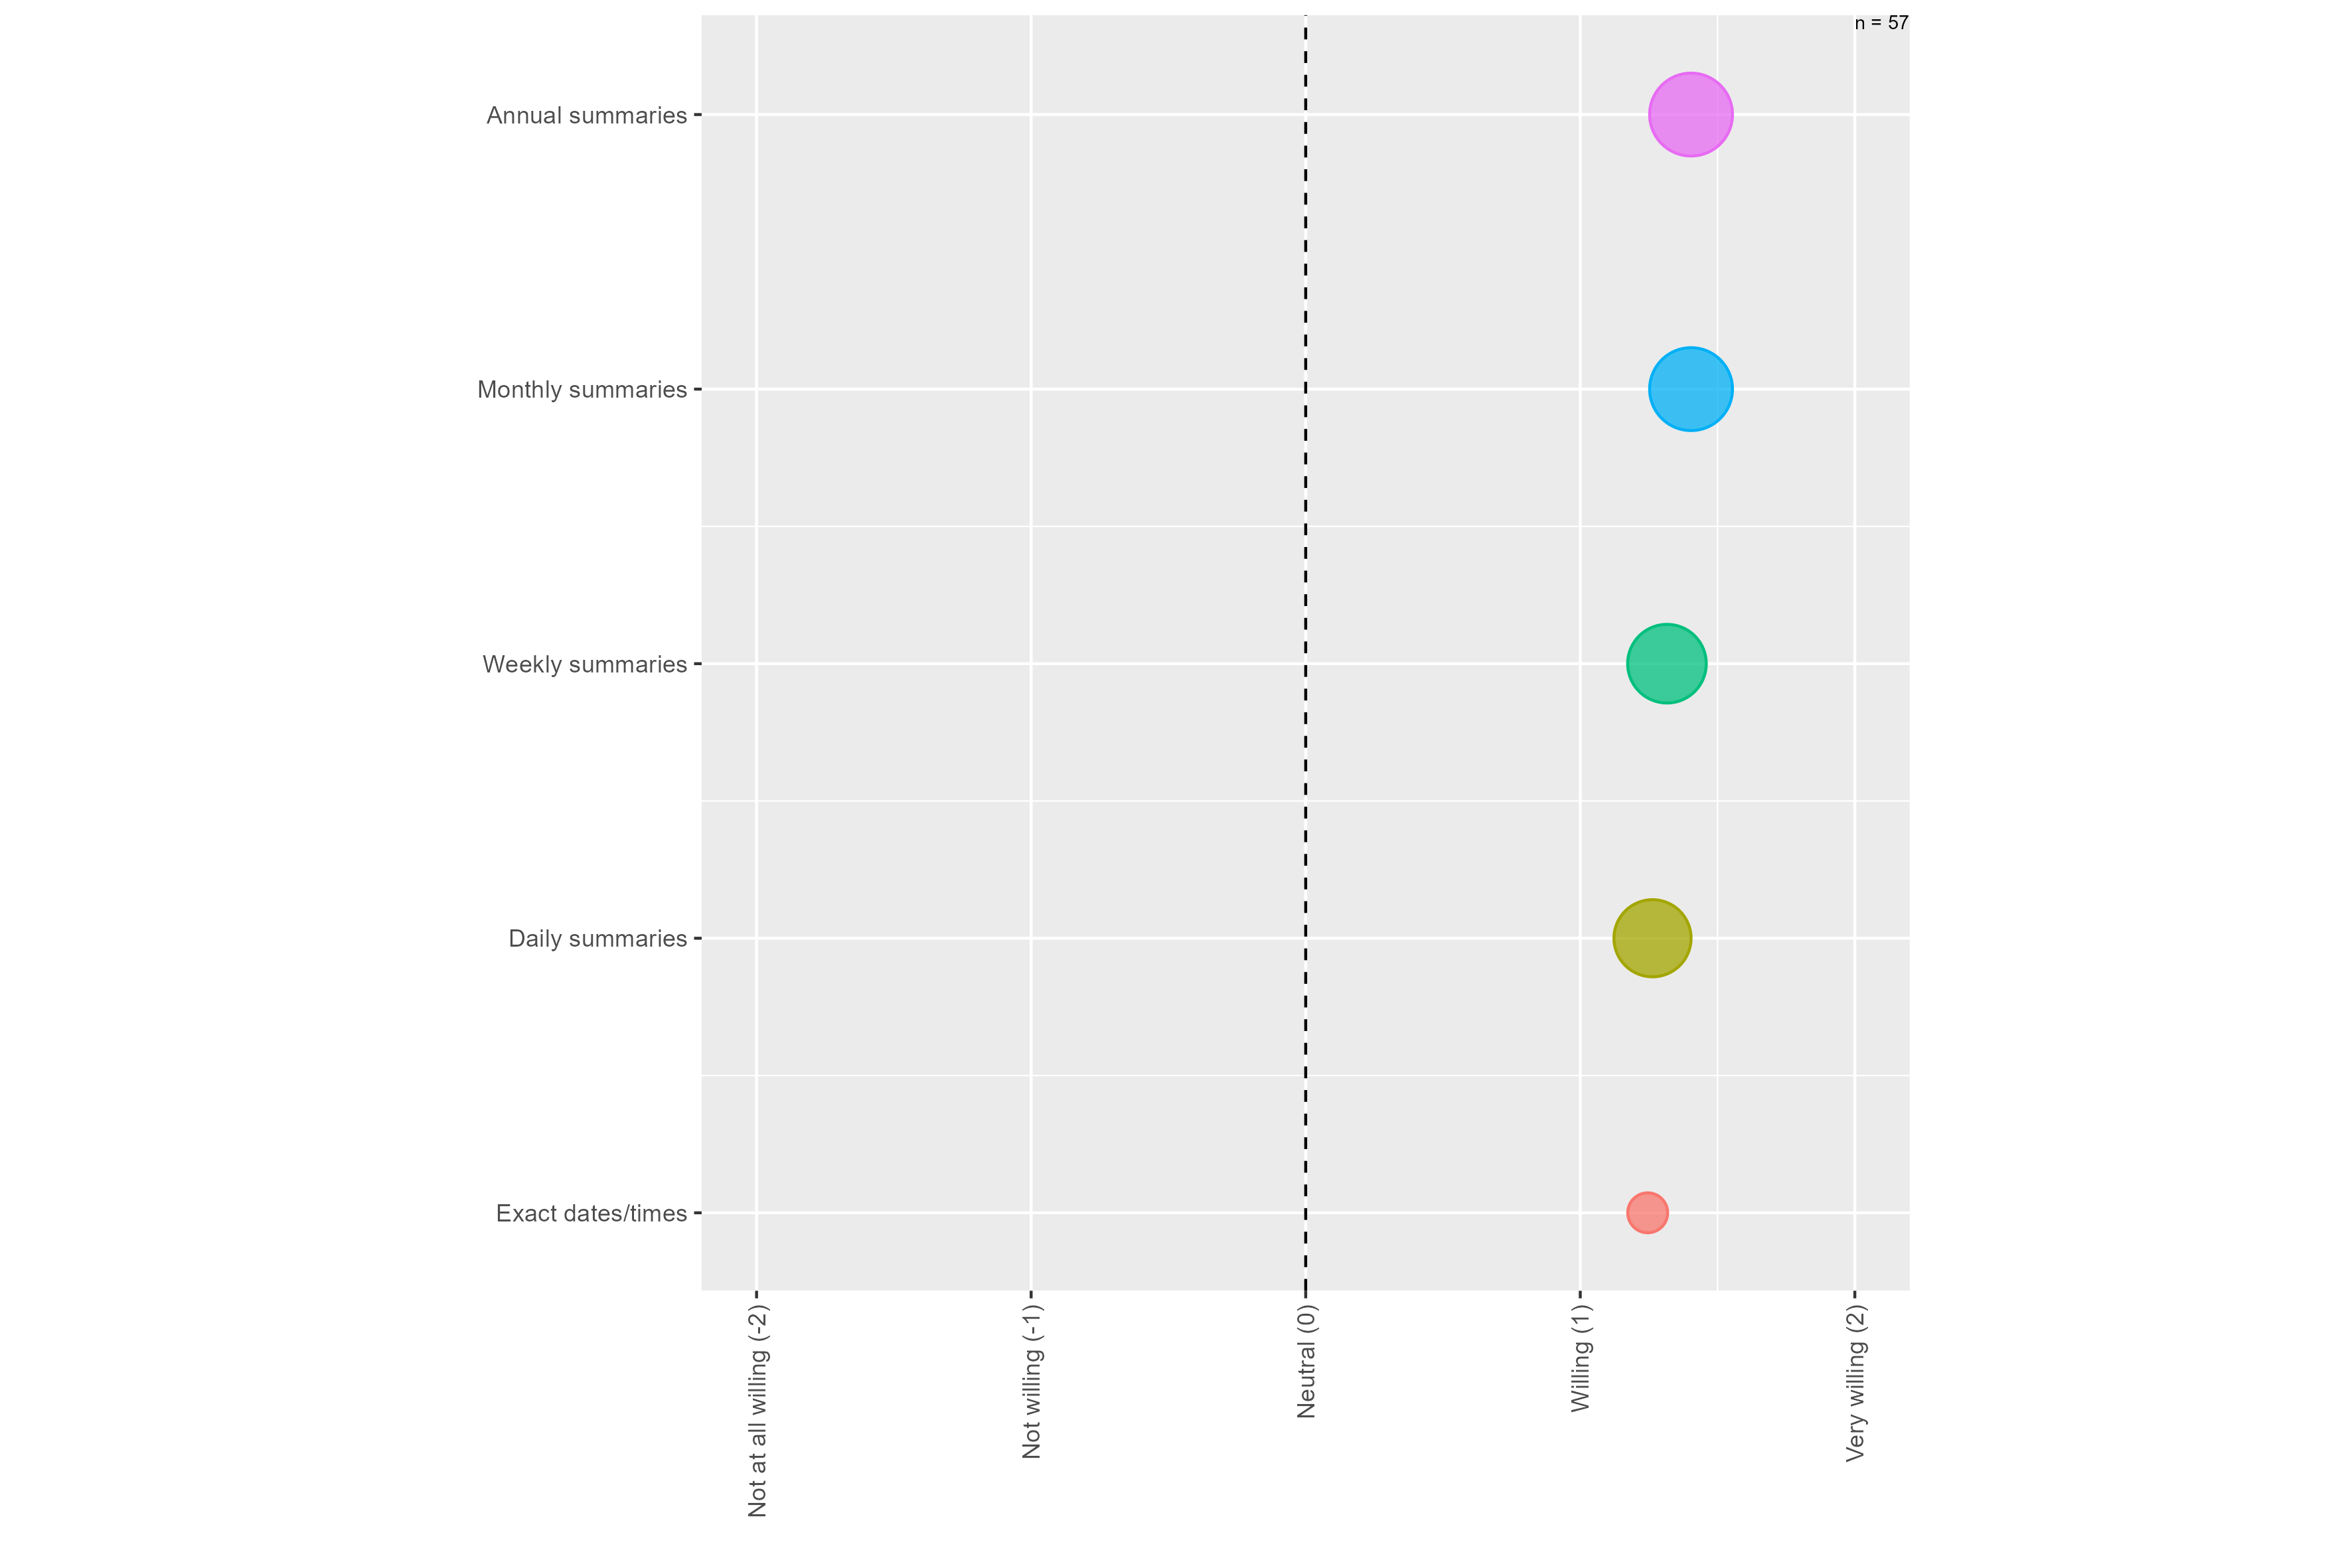 n = 57
Annual summaries
Monthly summaries
Weekly summaries
Daily summaries
Exact dates/times
Not at all willing (-2)
Not willing (-1)
Neutral (0)
Willing (1)
Very willing (2)